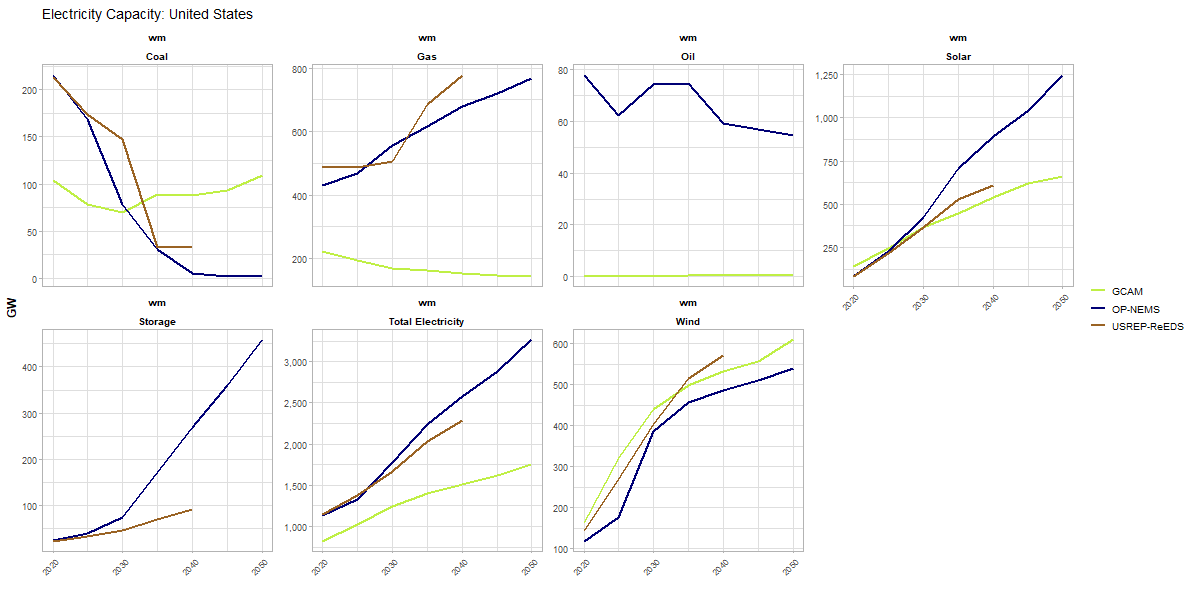 Electricity Capacity: United States
wm
wm
wm
wm
Coal
Gas
Oil
Solar
200
150
100
50
0
800
600
400
200
80
60
40
20
0
1,250
1,000
750
500
250
2020
2030
2040
2050
GW
wm
wm
wm
Storage
Total Electricity
Wind
400
300
200
100
3,000
2,500
2,000
1,500
1,000
600
500
400
300
200
100
2020
2030
2040
2050
2020
2030
2040
2050
2020
2030
2040
2050
GCAM
OP-NEMS
USREP-ReEDS